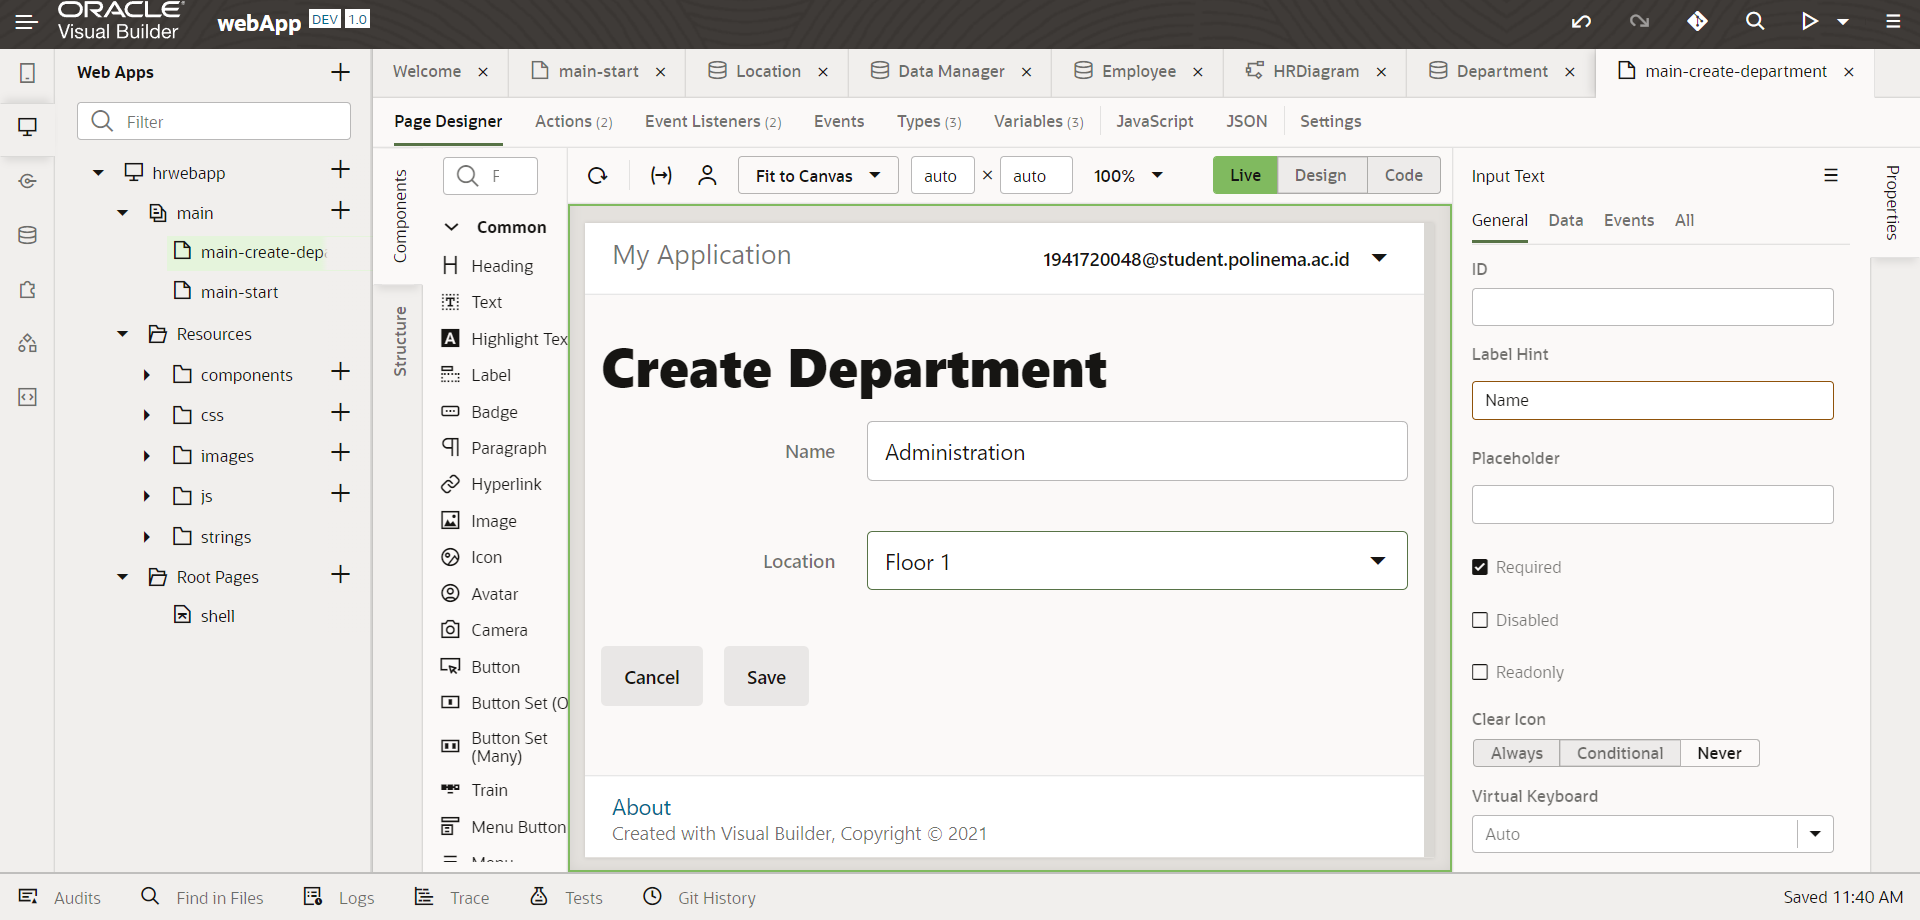 ORACLE
Visual Builder
webApp DEV 1.0
Web Apps
Filter
hrwebapp
main
main-create-depa
main-start
Resources
components
css
images
js
strings
Root Pages
shell
Welcome
main-start
Location
Data Manager
Employee
HRDiagram
Department
main-create-department
Page Designer
Actions (2)
Event Listeners (2)
Events
Types (3)
Variables (3)
JavaScript
JSON
Settings
Components
Structure
F
Common
Heading
Text
Highlight Tex
Label
Badge
Paragraph
Hyperlink
Image
Icon
Avatar
Camera
Button
Button Set (O
Button Set
(Many)
Train
Menu Button
Menu
Fit to Canvas
auto × auto
100%
Live
Design
Code
My Application
1941720048@student.polinema.ac.id
Create Department
Name
Administration
Location
Floor 1
Cancel
Save
About
Created with Visual Builder, Copyright © 2021
Input Text
General
Data
Events
All
ID
Label Hint
Name
Placeholder
Required
Disabled
Readonly
Clear Icon
Always
Conditional
Never
Virtual Keyboard
Auto
Properties
Audits
Find in Files
Logs
Trace
Tests
Git History
Saved 11:40 AM